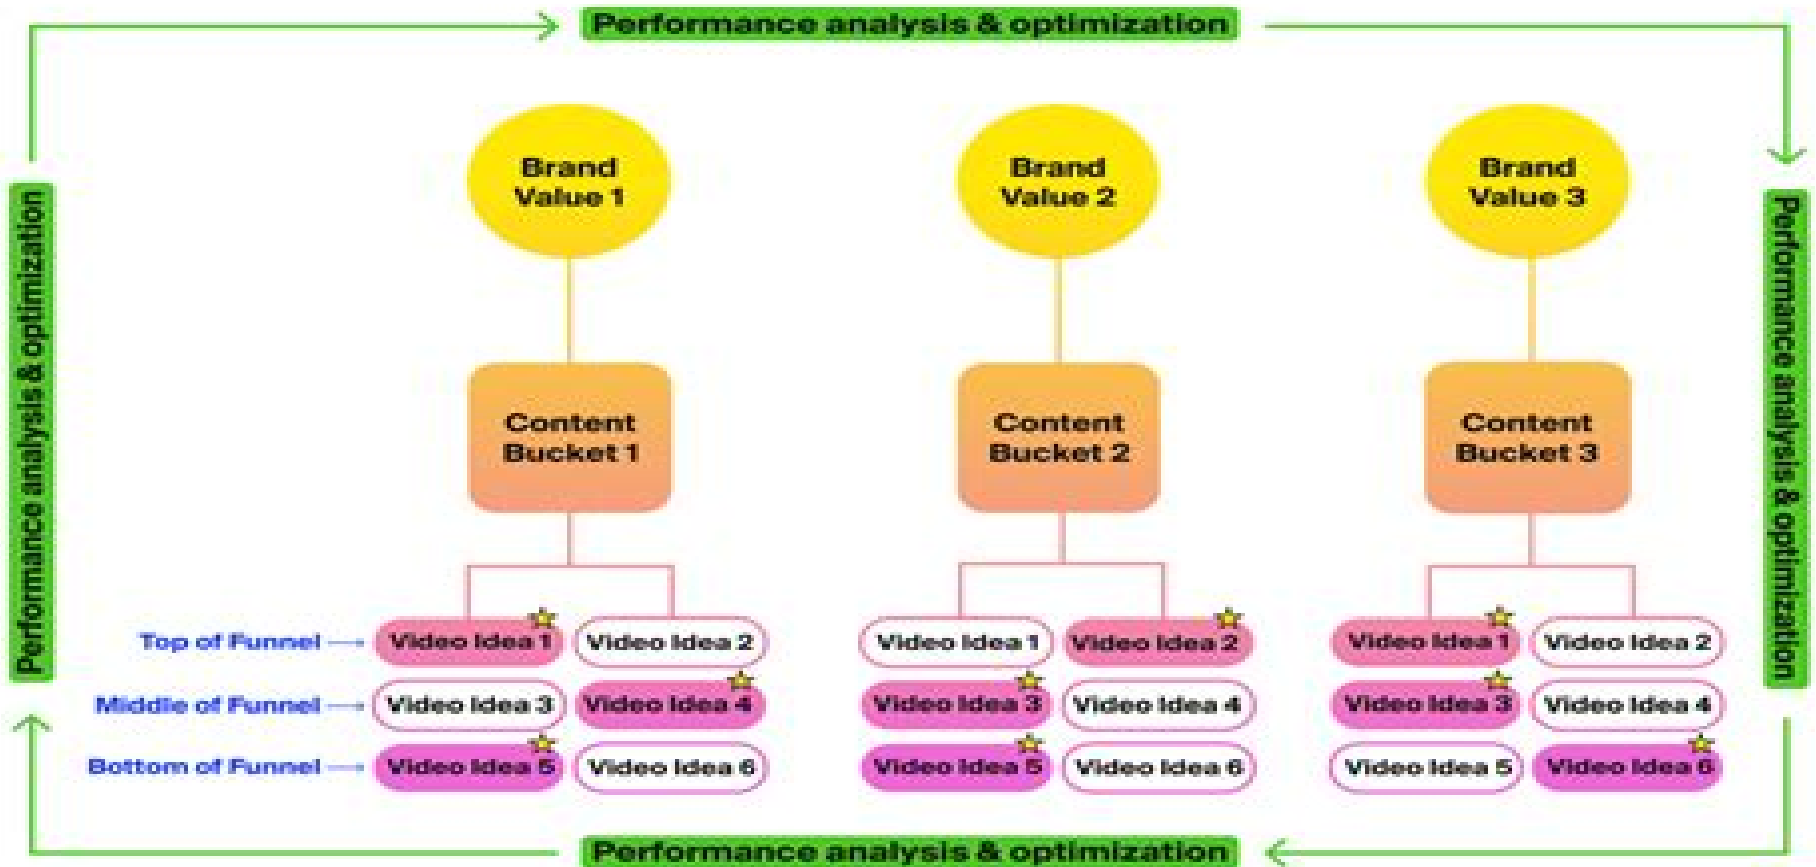 Performance analysis & optimization
Performance analysis & optimization
Performance analysis & optimization
Brand
Value 1
Brand
Value 2
Brand
Value 3
Content
Bucket 1
Content
Bucket 2
Content
Bucket 3
Top of Funnel
Video Idea 1
Video Idea 2
Video Idea 1
Video Idea 2
Video Idea 1
Video Idea 2
Middle of Funnel
Video Idea 3
Video Idea 4
Video Idea 3
Video Idea 4
Video Idea 3
Video Idea 4
Bottom of Funnel
Video Idea 5
Video Idea 6
Video Idea 5
Video Idea 6
Video Idea 5
Video Idea 6
Performance analysis & optimization